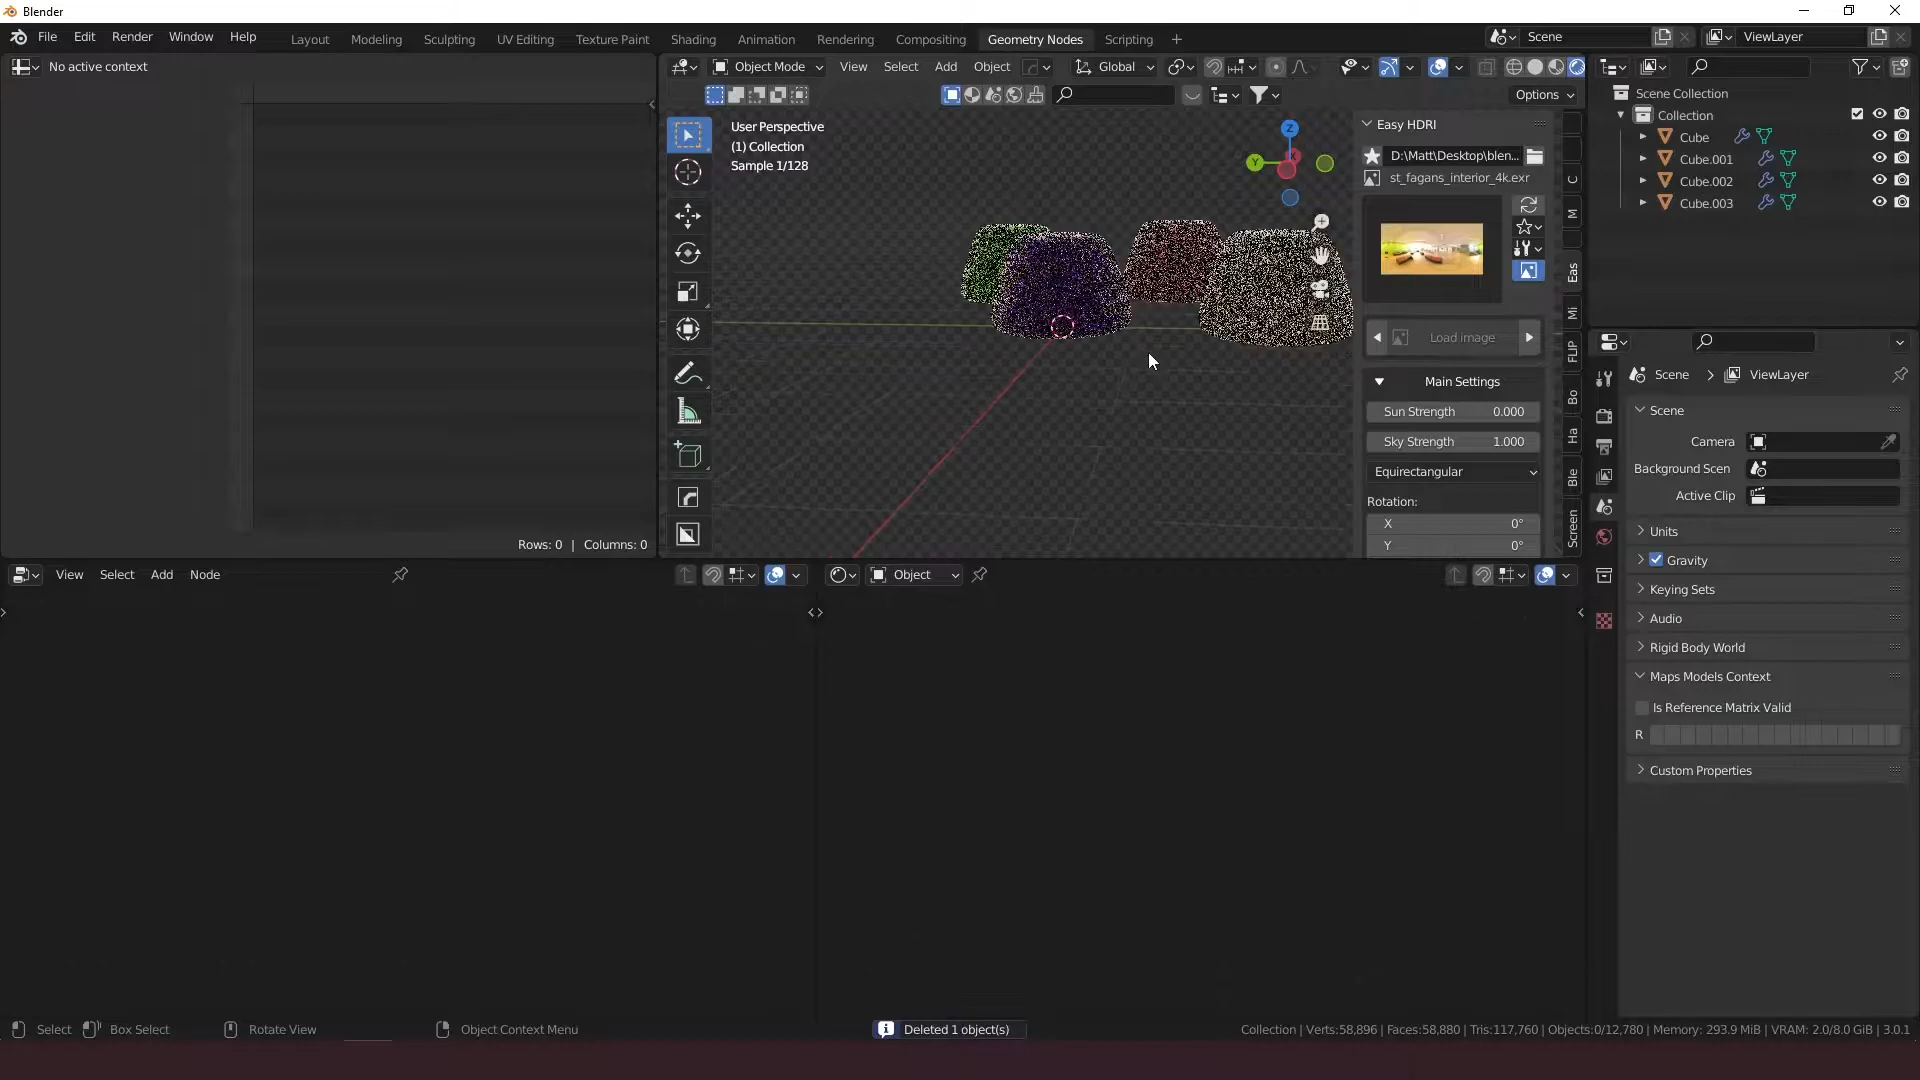 Blender
File Edit Render Window Help Layout Modeling Sculpting UV Editing Texture Paint Shading Animation Rendering Compositing Geometry Nodes Scripting + Scene ViewLayer
No active context
Rows: 0 | Columns: 0
Object Mode View Select Add Object Global
Options
User Perspective
(1) Collection
Sample 1/128
Z
Y
Easy HDRI
D:\Matt\Desktop\blen...
st_fagans_interior_4k.exr
Load image
Main Settings
Sun Strength 0.000
Sky Strength 1.000
Equirectangular
Rotation:
X 0°
Y 0°
C
M
Eas
Mi
FLIP
Bo
Ha
Ble
Screen
Scene Collection
Collection
Cube
Cube.001
Cube.002
Cube.003
Scene > ViewLayer
Scene
Camera
Background Scen
Active Clip
Units
Gravity
Keying Sets
Audio
Rigid Body World
Maps Models Context
Is Reference Matrix Valid
R
Custom Properties
View Select Add Node
Object
Select Box Select Rotate View Object Context Menu
Deleted 1 object(s)
Collection | Verts:58,896 | Faces:58,880 | Tris:117,760 | Objects:0/12,780 | Memory: 293.9 MiB | VRAM: 2.0/8.0 GiB | 3.0.1